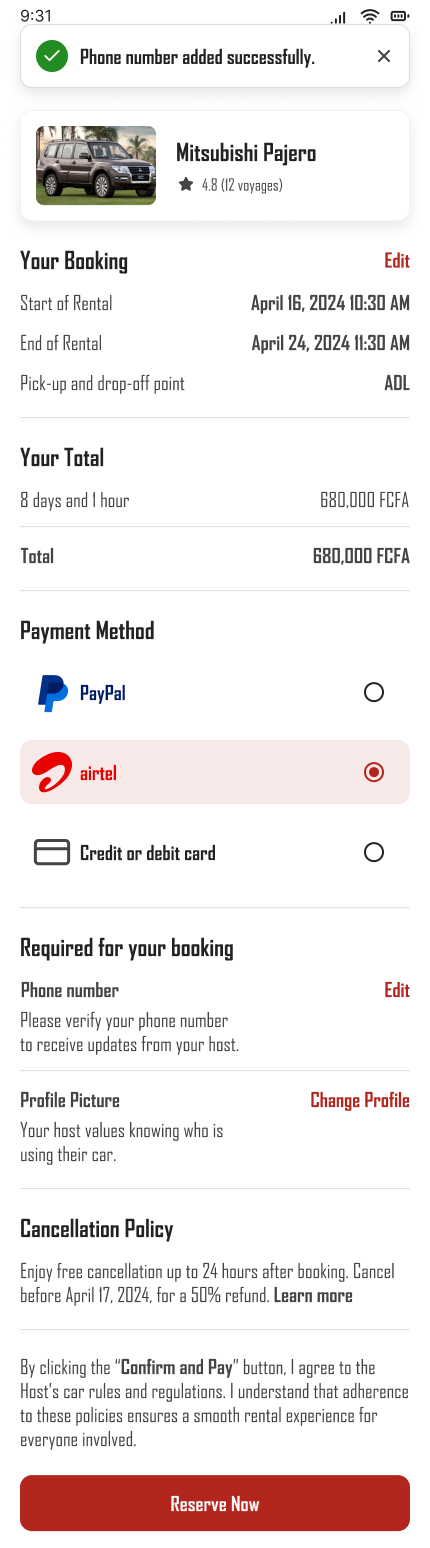 9:31
Phone number added successfully.
Mitsubishi Pajero
4.8 (12 voyages)
Your Booking
Edit
Start of Rental
April 16, 2024 10:30 AM
End of Rental
April 24, 2024 11:30 AM
Pick-up and drop-off point
ADL
Your Total
8 days and 1 hour
680,000 FCFA
Total
680,000 FCFA
Payment Method
PayPal
airtel
Credit or debit card
Required for your booking
Phone number
Edit
Please verify your phone number
to receive updates from your host.
Profile Picture
Change Profile
Your host values knowing who is
using their car.
Cancellation Policy
Enjoy free cancellation up to 24 hours after booking. Cancel
before April 17, 2024, for a 50% refund. Learn more
By clicking the “Confirm and Pay” button, I agree to the
Host’s car rules and regulations. I understand that adherence
to these policies ensures a smooth rental experience for
everyone involved.
Reserve Now